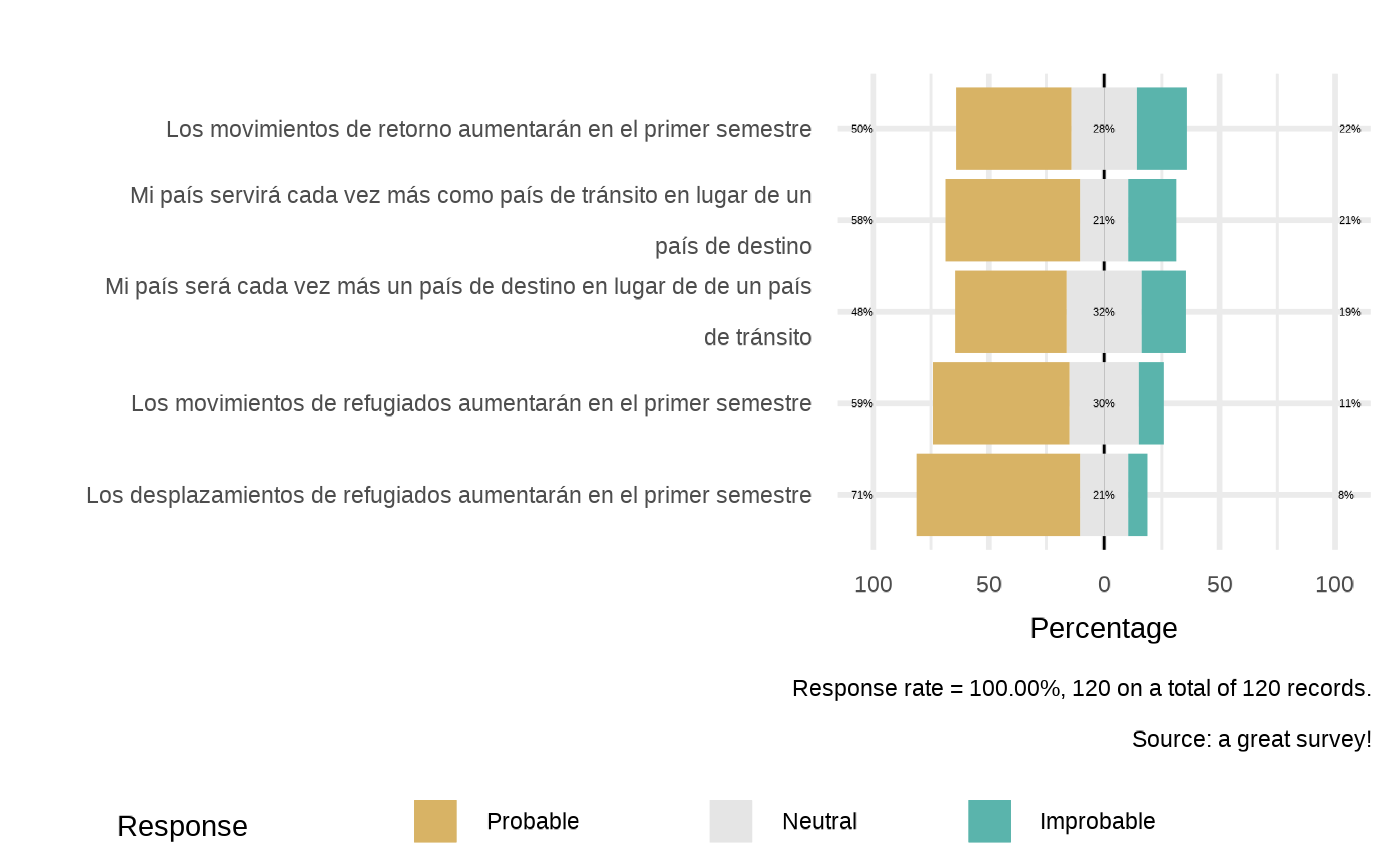 Los movimientos de retorno aumentarán en el primer semestre
50% 28% 22%
Mi país servirá cada vez más como país de tránsito en lugar de un
país de destino
58% 21% 21%
Mi país será cada vez más un país de destino en lugar de de un país
de tránsito
48% 32% 19%
Los movimientos de refugiados aumentarán en el primer semestre
59% 30% 11%
Los desplazamientos de refugiados aumentarán en el primer semestre
71% 21% 8%
100 50 0 50 100
Percentage
Response rate = 100.00%, 120 on a total of 120 records.
Source: a great survey!
Response Probable Neutral Improbable